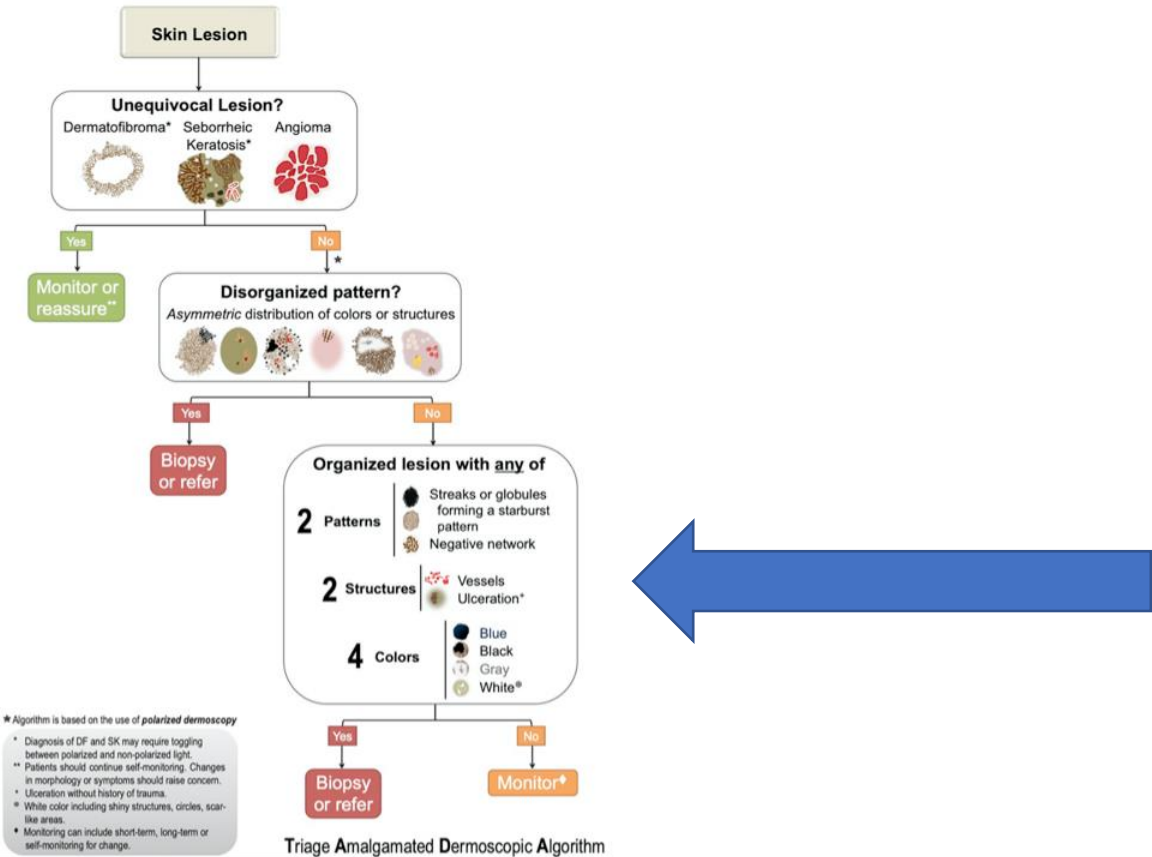 Skin Lesion
Unequivocal Lesion?
Dermatofibroma*
Seborrheic
Keratosis*
Angioma
Yes
No
*
Monitor or
reassure**
Disorganized pattern?
Asymmetric distribution of colors or structures
Yes
No
Biopsy
or refer
Organized lesion with any of
2 Patterns
Streaks or globules
forming a starburst
pattern
Negative network
2 Structures
Vessels
Ulceration⁺
4 Colors
Blue
Black
Gray
White®
Yes
No
Biopsy
or refer
Monitor♦
★ Algorithm is based on the use of polarized dermoscopy
* Diagnosis of DF and SK may require toggling
between polarized and non-polarized light.
** Patients should continue self-monitoring. Changes
in morphology or symptoms should raise concern.
⁺ Ulceration without history of trauma.
® White color including shiny structures, circles, scar-
like areas.
♦ Monitoring can include short-term, long-term or
self-monitoring for change.
Triage Amalgamated Dermoscopic Algorithm